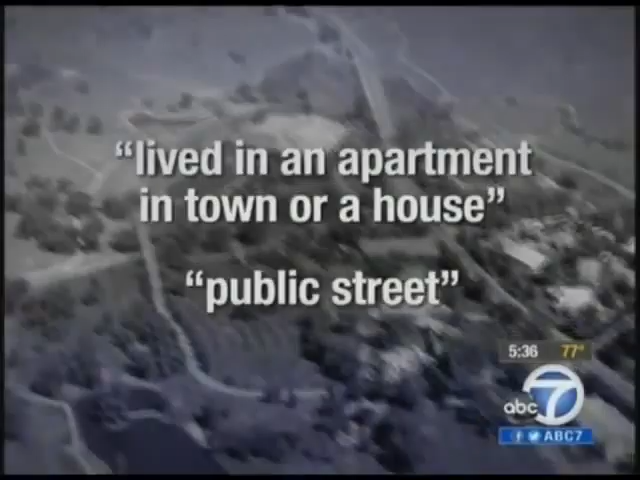 “lived in an apartment
in town or a house”
“public street”
5:36 77°
abc 7
f ABC7